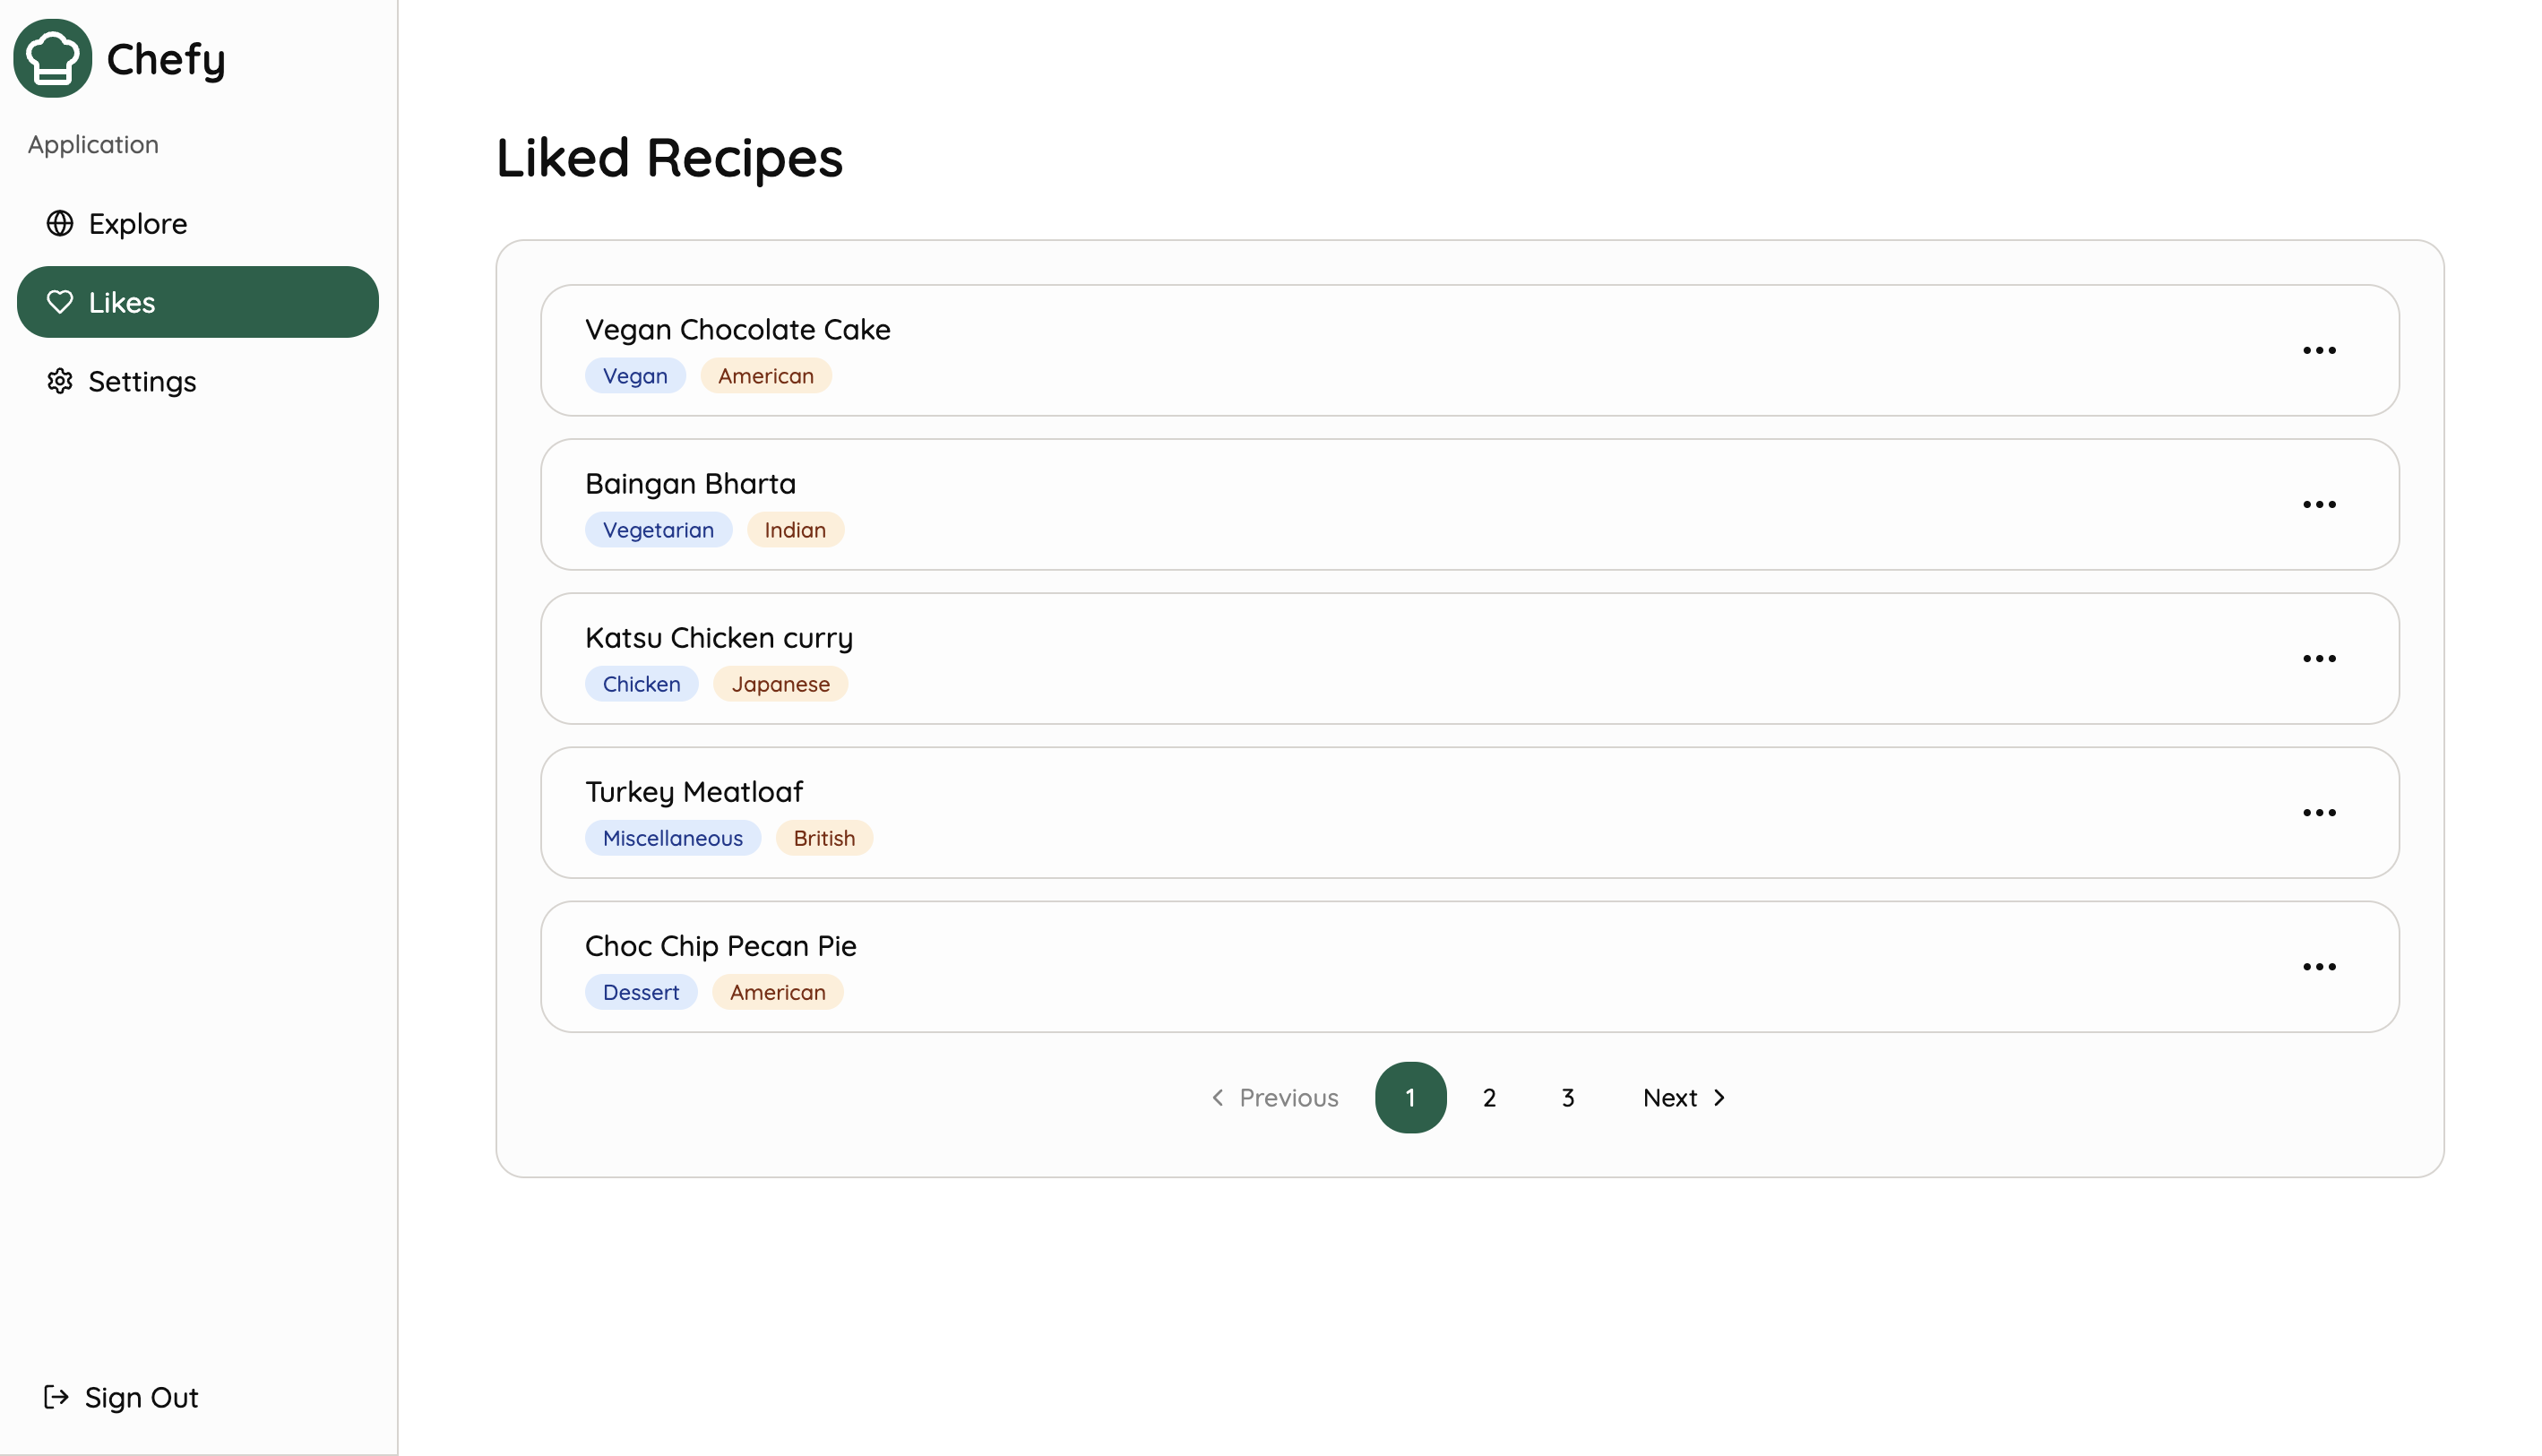 Chefy
Application
Explore
Likes
Settings
Sign Out
Liked Recipes
Vegan Chocolate Cake
Vegan American
Baingan Bharta
Vegetarian Indian
Katsu Chicken curry
Chicken Japanese
Turkey Meatloaf
Miscellaneous British
Choc Chip Pecan Pie
Dessert American
Previous 1 2 3 Next